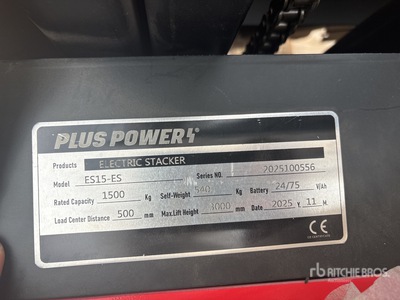 PLUS POWER
Products ELECTRIC STACKER
Model ES15-ES Series NO. 2025100556
Rated Capacity 1500 Kg Self-Weight 540 Kg Battery 24/75 V/Ah
Load Center Distance 500 mm Max.Lift Height 3000 mm Date 2025 Y 11 M.
CE
rb RITCHIE BROS.